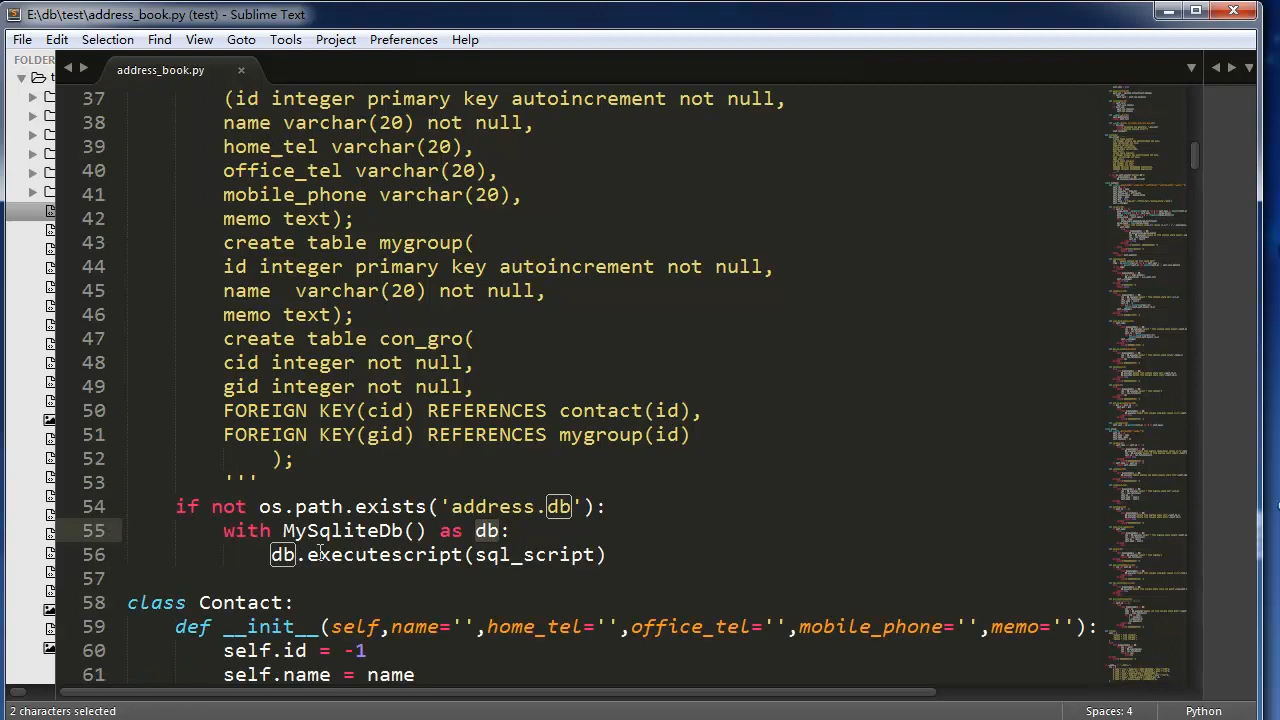 E:\db\test\address_book.py (test) - Sublime Text
File Edit Selection Find View Goto Tools Project Preferences Help
FOLDER
address_book.py
37 (id integer primary key autoincrement not null,
38 name varchar(20) not null,
39 home_tel varchar(20),
40 office_tel varchar(20),
41 mobile_phone varchar(20),
42 memo text);
43 create table mygroup(
44 id integer primary key autoincrement not null,
45 name  varchar(20) not null,
46 memo text);
47 create table con_gro(
48 cid integer not null,
49 gid integer not null,
50 FOREIGN KEY(cid) REFERENCES contact(id),
51 FOREIGN KEY(gid) REFERENCES mygroup(id)
52 );
53 '''
54 if not os.path.exists('address.db'):
55 with MySqliteDb() as db:
56 db.executescript(sql_script)
57
58 class Contact:
59 def __init__(self,name='',home_tel='',office_tel='',mobile_phone='',memo=''):
60 self.id = -1
61 self.name = name
2 characters selected
Spaces: 4
Python